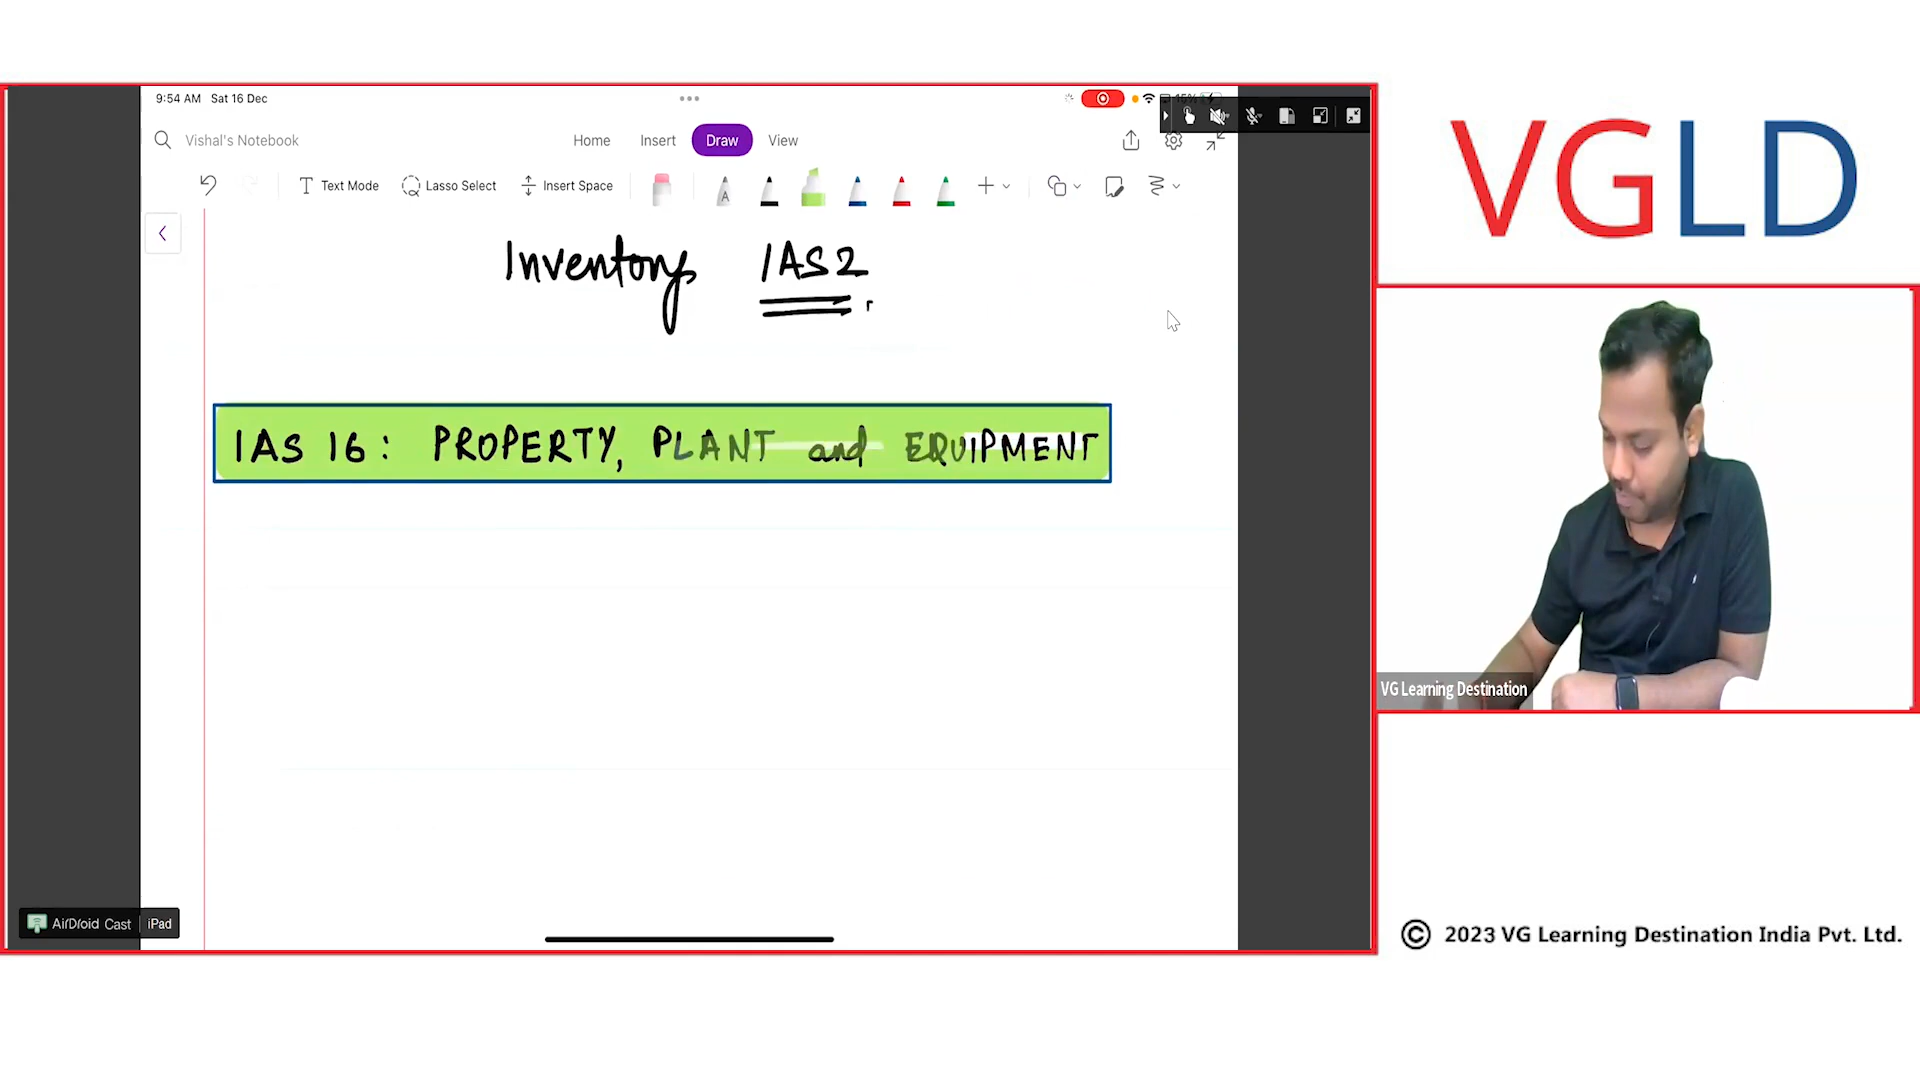 9:54 AM Sat 16 Dec
15%
VGLD
Vishal's Notebook
Home Insert Draw View
Text Mode Lasso Select Insert Space
A
Inventory IAS2
IAS 16: PROPERTY, PLANT and EQUIPMENT
VG Learning Destination
AirDroid Cast iPad
© 2023 VG Learning Destination India Pvt. Ltd.